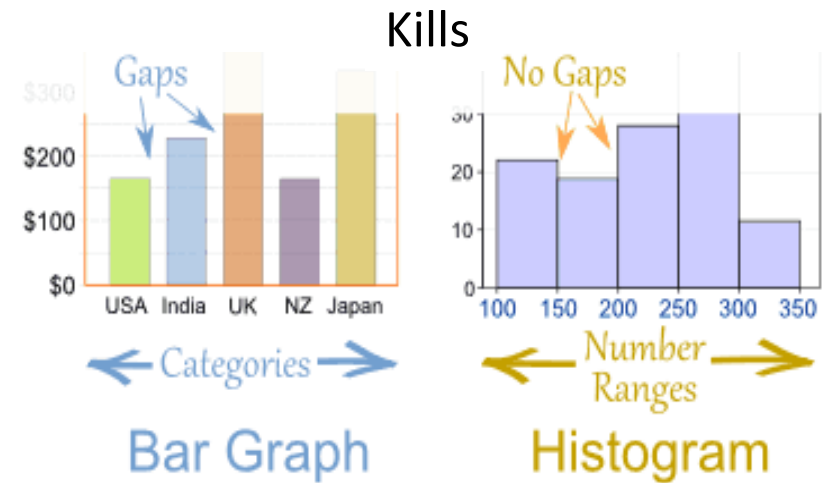 Kills
Gaps
$300
$200
$100
$0
USA India UK NZ Japan
Categories
Bar Graph
No Gaps
30
20
10
0
100 150 200 250 300 350
Number
Ranges
Histogram